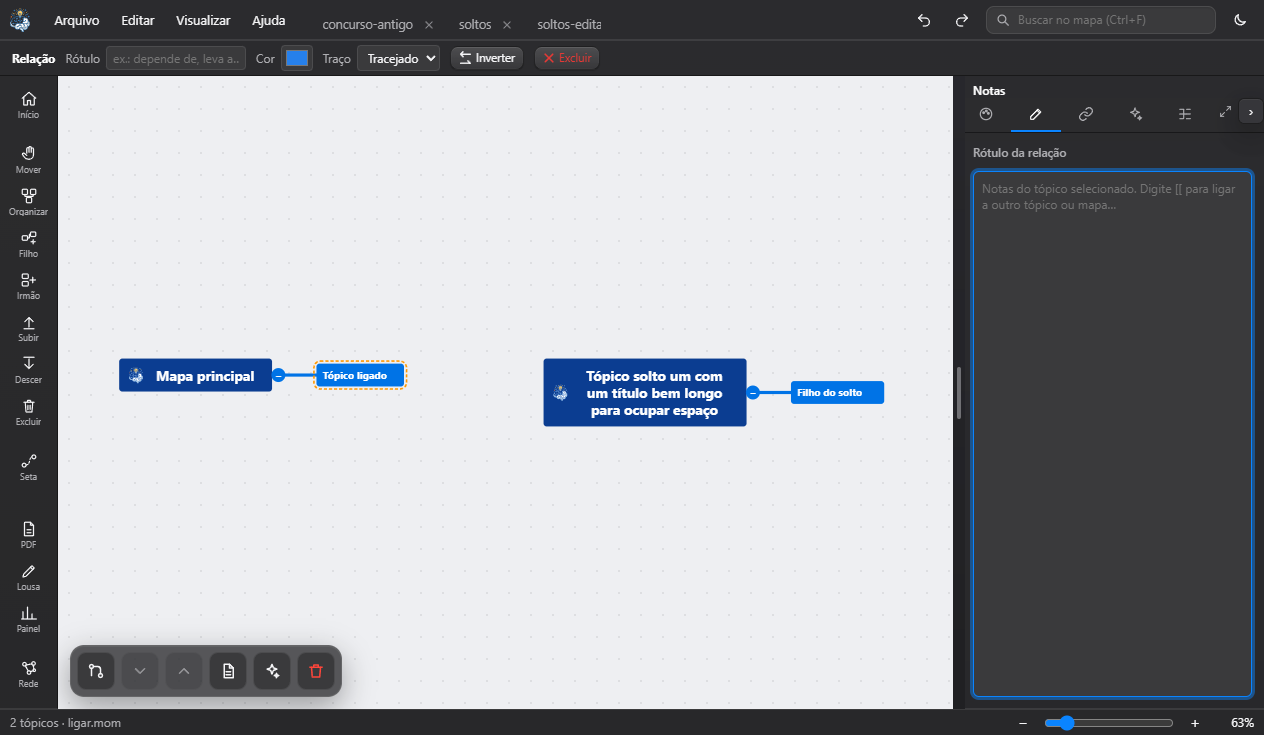 Arquivo Editar Visualizar Ajuda
concurso-antigo
soltos
soltos-edita
Buscar no mapa (Ctrl+F)
Relação
Rótulo
ex.: depende de, leva a..
Cor
Traço
Tracejado
Inverter
Excluir
Início
Mover
Organizar
Filho
Irmão
Subir
Descer
Excluir
Seta
PDF
Lousa
Painel
Rede
Mapa principal
Tópico ligado
Tópico solto um com
um título bem longo
para ocupar espaço
Filho do solto
Notas
Rótulo da relação
Notas do tópico selecionado. Digite [[ para ligar
a outro tópico ou mapa...
2 tópicos · ligar.mom
63%